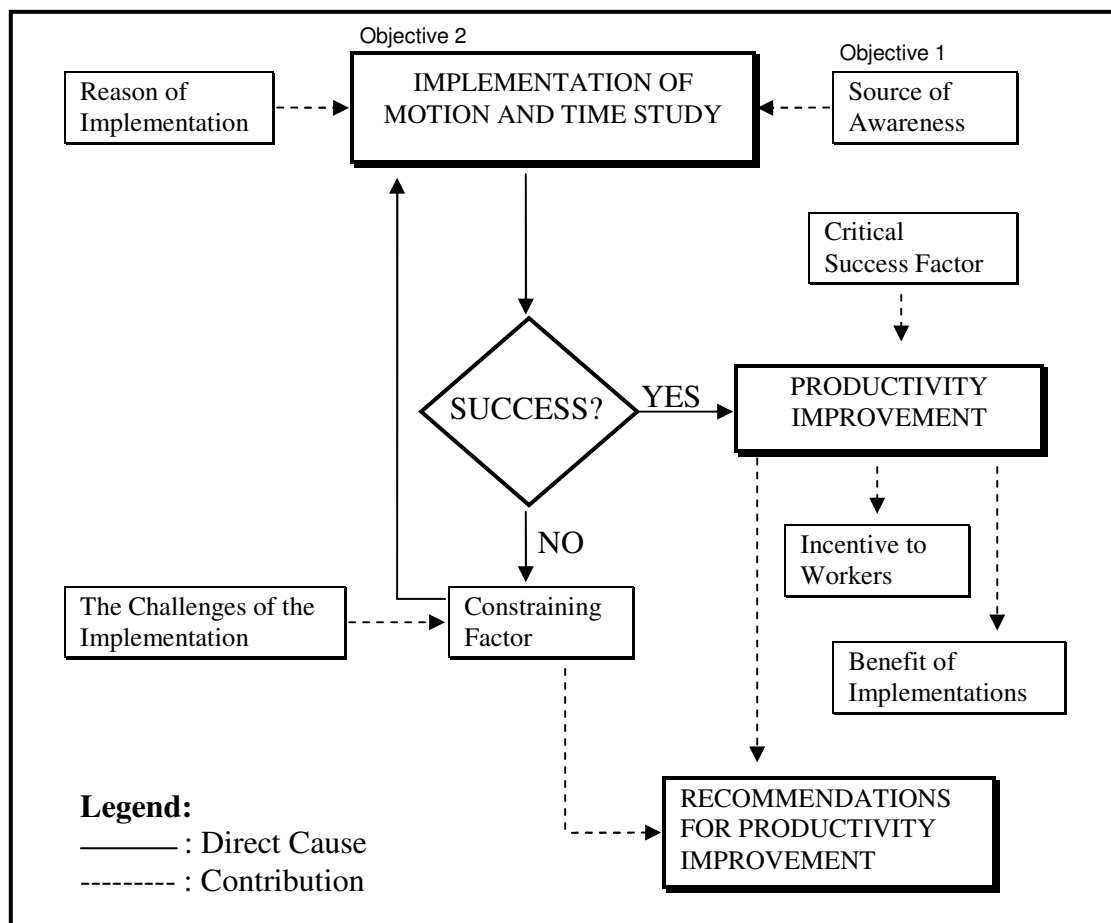 Objective 2
Objective 1
Reason of
Implementation
IMPLEMENTATION OF
MOTION AND TIME STUDY
Source of
Awareness
Critical
Success Factor
SUCCESS?
YES
PRODUCTIVITY
IMPROVEMENT
NO
Incentive to
Workers
The Challenges of the
Implementation
Constraining
Factor
Benefit of
Implementations
RECOMMENDATIONS
FOR PRODUCTIVITY
IMPROVEMENT
Legend:
: Direct Cause
: Contribution